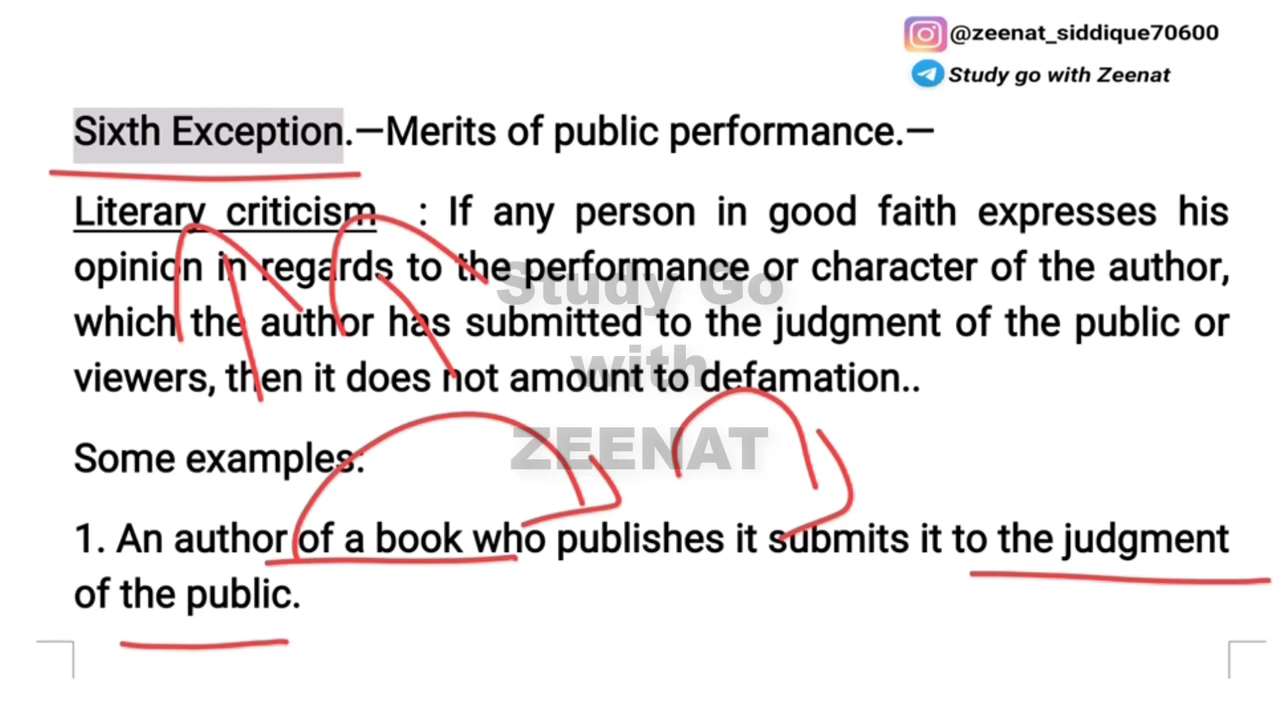 @zeenat_siddique70600
Study go with Zeenat
Sixth Exception.—Merits of public performance.—
Literary criticism : If any person in good faith expresses his
opinion in regards to the performance or character of the author,
which the author has submitted to the judgment of the public or
viewers, then it does not amount to defamation..
Study Go
with
ZEENAT
Some examples:
1. An author of a book who publishes it submits it to the judgment
of the public.